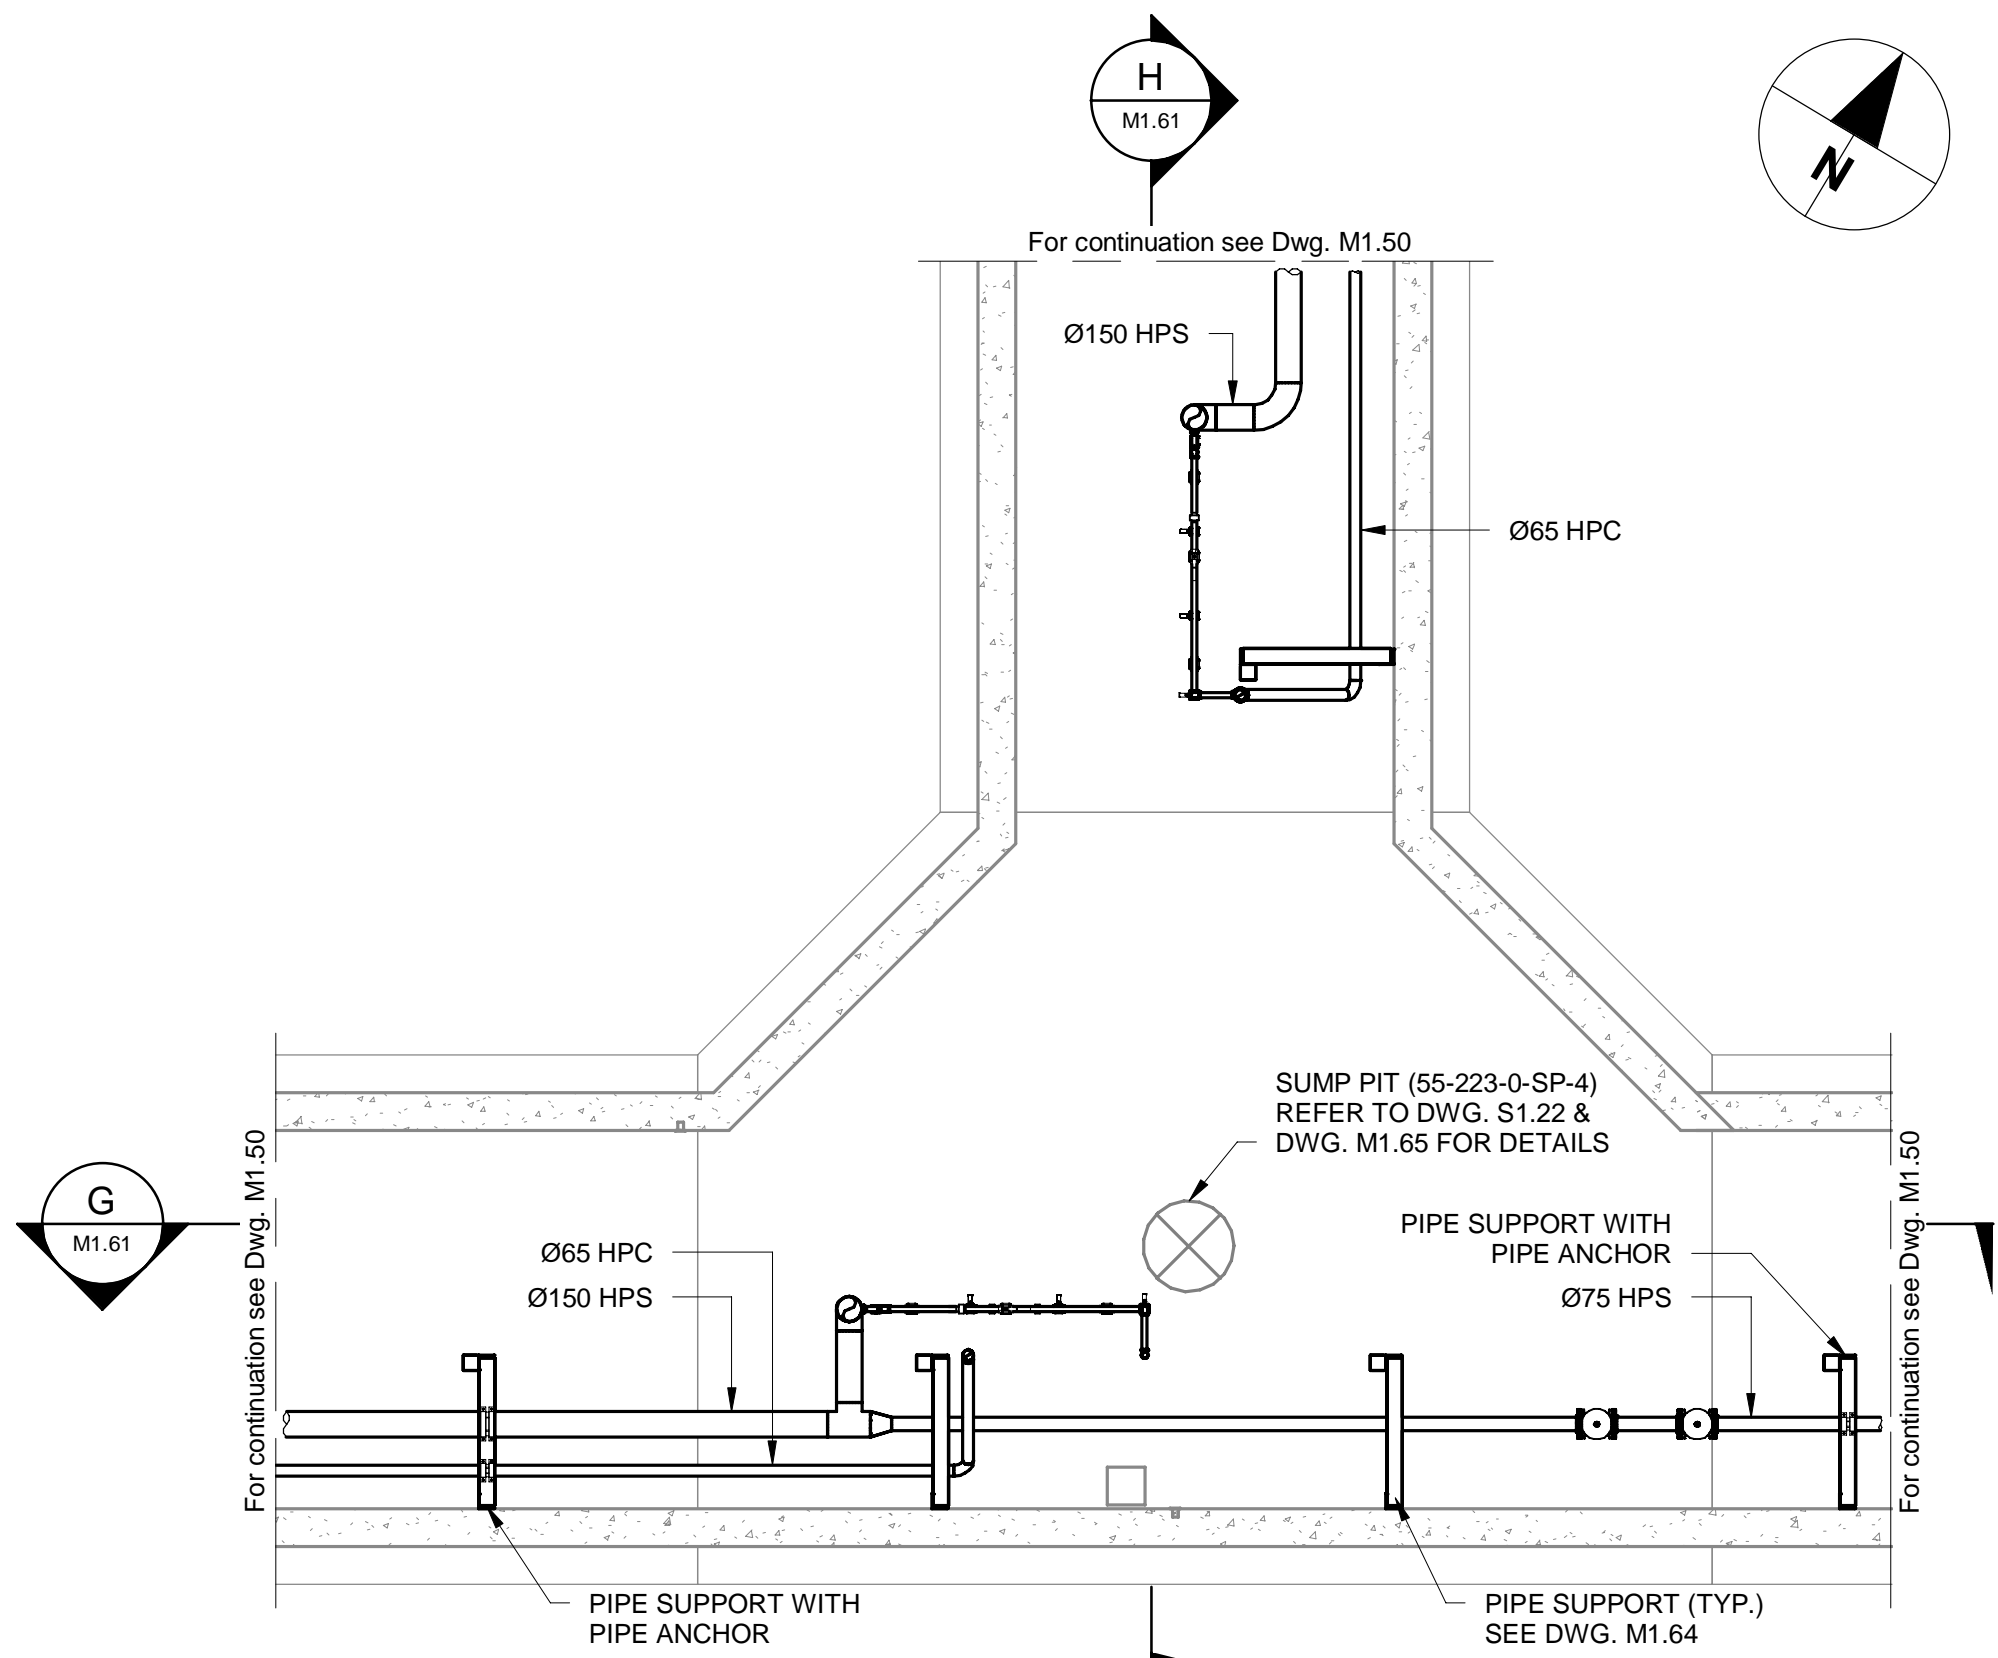 H
M1.61
N
For continuation see Dwg. M1.50
Ø150 HPS
Ø65 HPC
SUMP PIT (55-223-0-SP-4)
REFER TO DWG. S1.22 &
DWG. M1.65 FOR DETAILS
G
M1.61
For continuation see Dwg. M1.50
Ø65 HPC
Ø150 HPS
PIPE SUPPORT WITH
PIPE ANCHOR
Ø75 HPS
For continuation see Dwg. M1.50
PIPE SUPPORT WITH
PIPE ANCHOR
PIPE SUPPORT (TYP.)
SEE DWG. M1.64